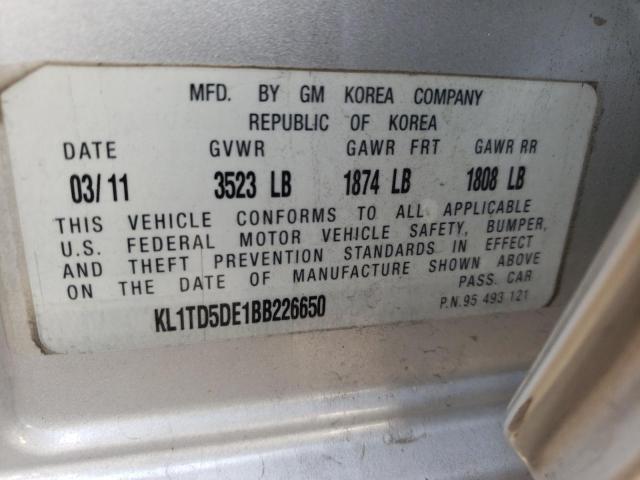 MFD. BY GM KOREA COMPANY
REPUBLIC OF KOREA
DATE GVWR GAWR FRT GAWR RR
03/11 3523 LB 1874 LB 1808 LB
THIS VEHICLE CONFORMS TO ALL APPLICABLE
U.S. FEDERAL MOTOR VEHICLE SAFETY, BUMPER,
AND THEFT PREVENTION STANDARDS IN EFFECT
ON THE DATE OF MANUFACTURE SHOWN ABOVE
PASS. CAR
KL1TD5DE1BB226650
P.N. 95 493 121